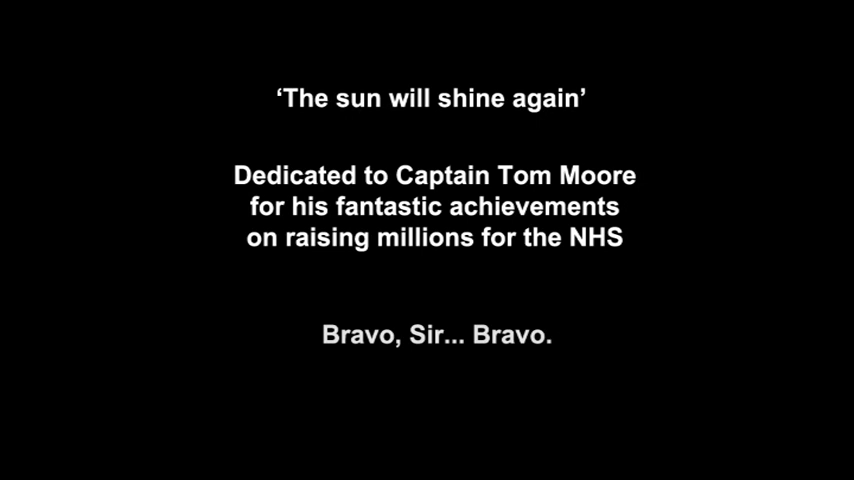 ‘The sun will shine again’
Dedicated to Captain Tom Moore
for his fantastic achievements
on raising millions for the NHS
Bravo, Sir... Bravo.